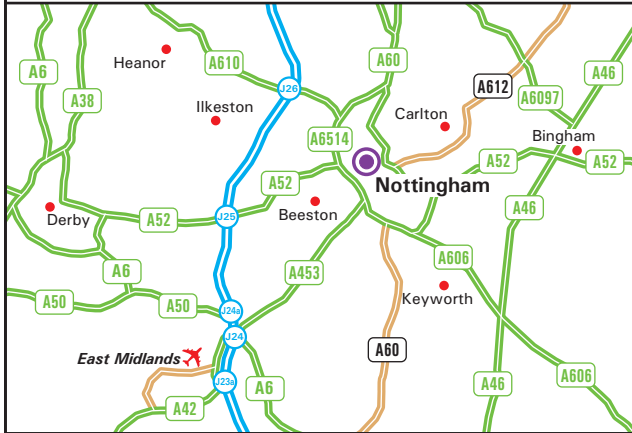 A6
Heanor
A610
A60
A46
A38
J26
A612
A6097
Ilkeston
Carlton
A6514
Bingham
A52
A52
A52
Nottingham
Derby
A52
J25
Beeston
A46
A6
A453
A606
A50
A50
J24a
Keyworth
J24
East Midlands
A60
J23a
A6
A46
A606
A42